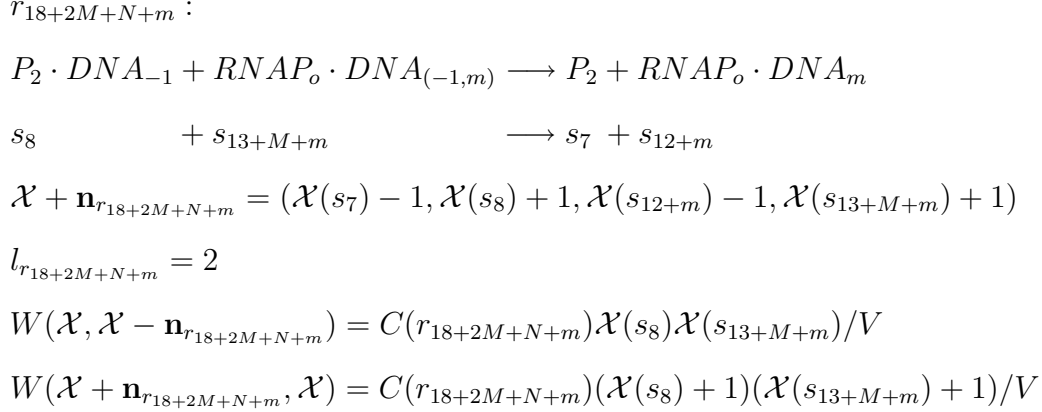 r_{18+2M+N+m} :
P_2 · DNA_{-1} + RNAP_o · DNA_{(-1,m)} ⟶ P_2 + RNAP_o · DNA_m
s_8 + s_{13+M+m} ⟶ s_7 + s_{12+m}
𝒳 + 𝐧_{r_{18+2M+N+m}} = (𝒳(s_7) − 1, 𝒳(s_8) + 1, 𝒳(s_{12+m}) − 1, 𝒳(s_{13+M+m}) + 1)
l_{r_{18+2M+N+m}} = 2
W(𝒳, 𝒳 − 𝐧_{r_{18+2M+N+m}}) = C(r_{18+2M+N+m})𝒳(s_8)𝒳(s_{13+M+m})/V
W(𝒳 + 𝐧_{r_{18+2M+N+m}}, 𝒳) = C(r_{18+2M+N+m})(𝒳(s_8) + 1)(𝒳(s_{13+M+m}) + 1)/V